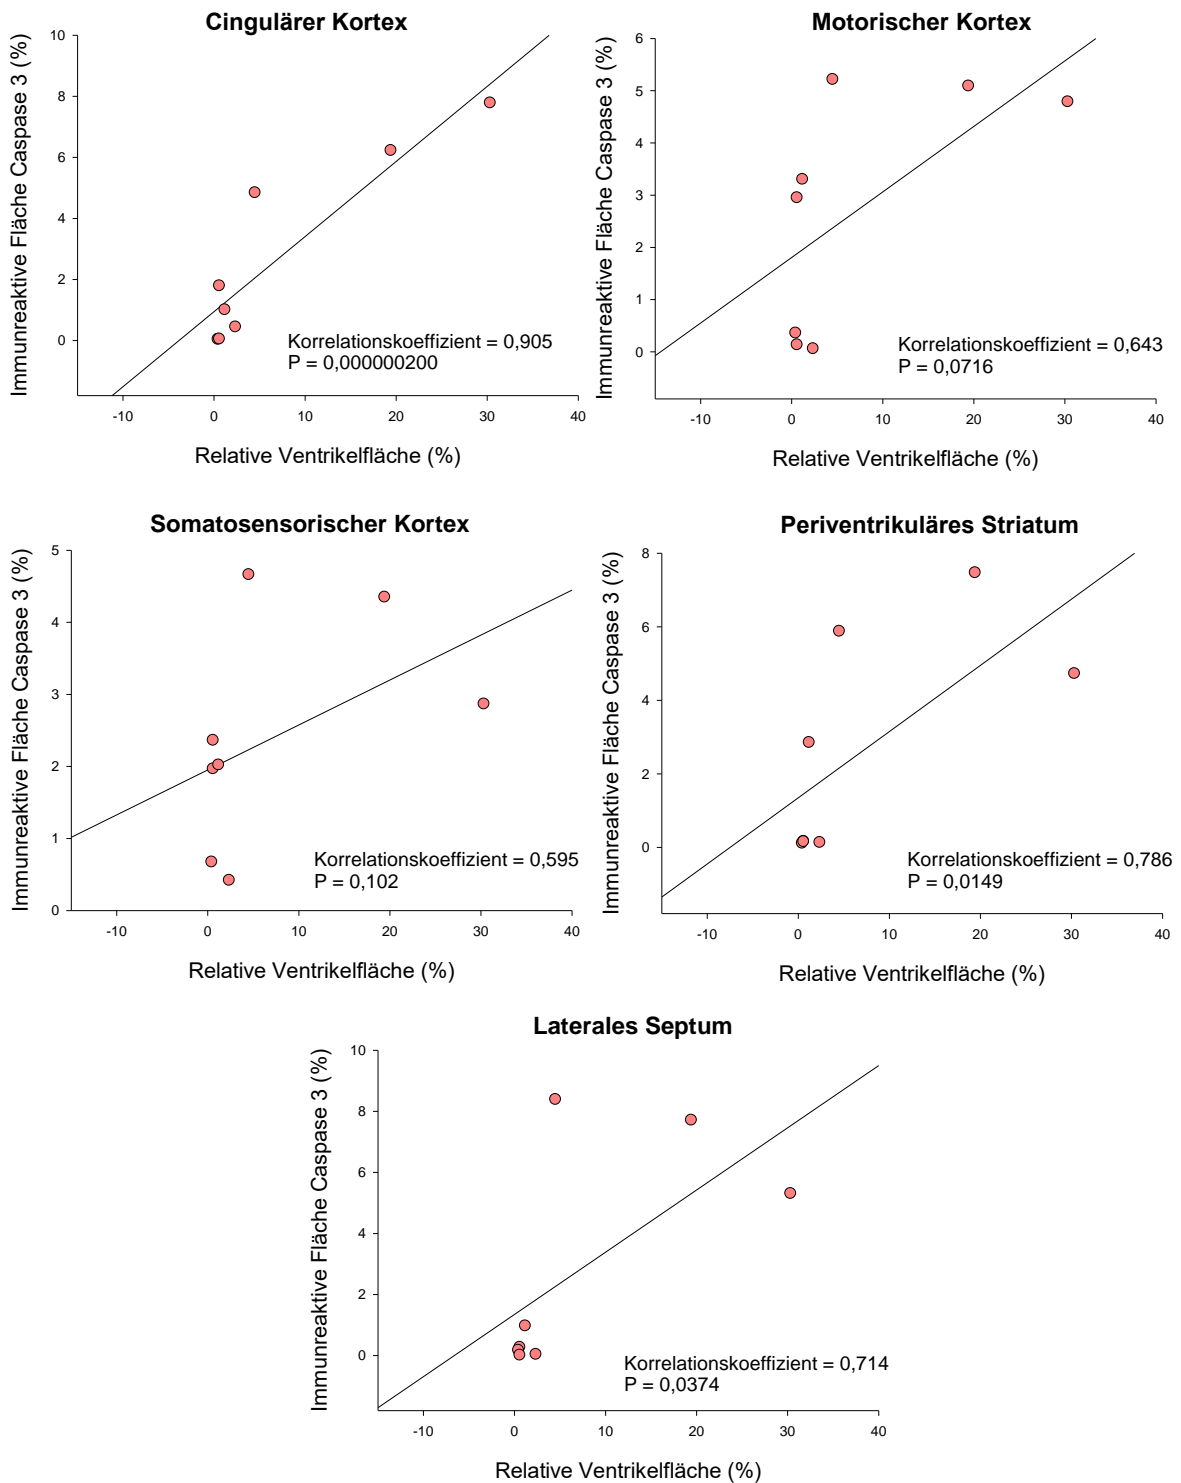 Cingulärer Kortex
Immunreaktive Fläche Caspase 3 (%)
10
8
6
4
2
0
Korrelationskoeffizient = 0,905
P = 0,000000200
-10 0 10 20 30 40
Relative Ventrikelfläche (%)
Motorischer Kortex
Immunreaktive Fläche Caspase 3 (%)
6
5
4
3
2
1
0
Korrelationskoeffizient = 0,643
P = 0,0716
-10 0 10 20 30 40
Relative Ventrikelfläche (%)
Somatosensorischer Kortex
Immunreaktive Fläche Caspase 3 (%)
5
4
3
2
1
0
Korrelationskoeffizient = 0,595
P = 0,102
-10 0 10 20 30 40
Relative Ventrikelfläche (%)
Periventrikuläres Striatum
Immunreaktive Fläche Caspase 3 (%)
8
6
4
2
0
Korrelationskoeffizient = 0,786
P = 0,0149
-10 0 10 20 30 40
Relative Ventrikelfläche (%)
Laterales Septum
Immunreaktive Fläche Caspase 3 (%)
10
8
6
4
2
0
Korrelationskoeffizient = 0,714
P = 0,0374
-10 0 10 20 30 40
Relative Ventrikelfläche (%)